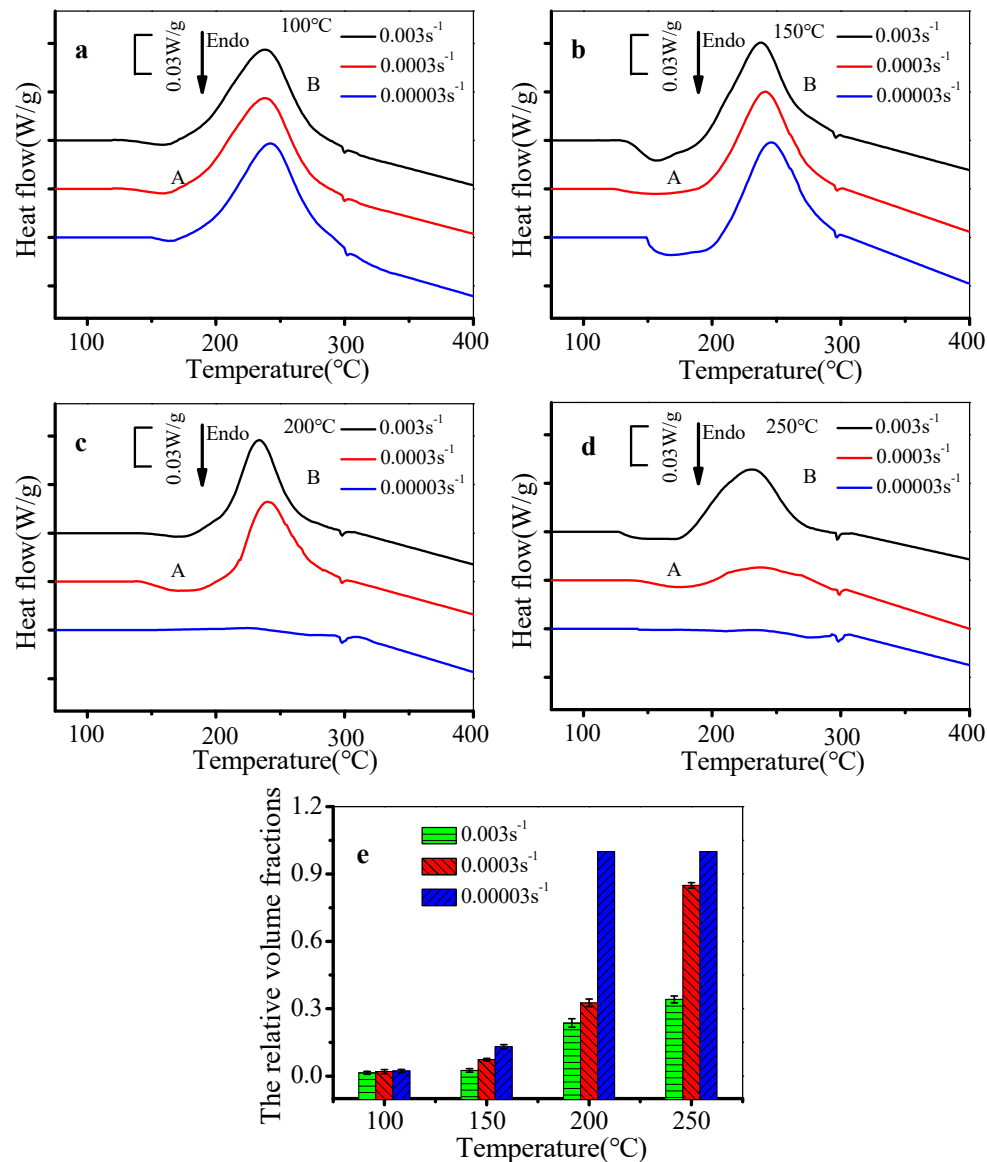 a
0.03W/g
Endo
100℃
0.003s⁻¹
0.0003s⁻¹
0.00003s⁻¹
B
A
Heat flow(W/g)
100 200 300 400
Temperature(℃)
b
0.03W/g
Endo
150℃
0.003s⁻¹
0.0003s⁻¹
0.00003s⁻¹
B
A
Heat flow(W/g)
100 200 300 400
Temperature(℃)
c
0.03W/g
Endo
200℃
0.003s⁻¹
0.0003s⁻¹
0.00003s⁻¹
B
A
Heat flow(W/g)
100 200 300 400
Temperature(℃)
d
0.03W/g
Endo
250℃
0.003s⁻¹
0.0003s⁻¹
0.00003s⁻¹
B
A
Heat flow(W/g)
100 200 300 400
Temperature(℃)
e
0.003s⁻¹
0.0003s⁻¹
0.00003s⁻¹
The relative volume fractions
1.2
0.9
0.3
0.0
100 150 200 250
Temperature(℃)